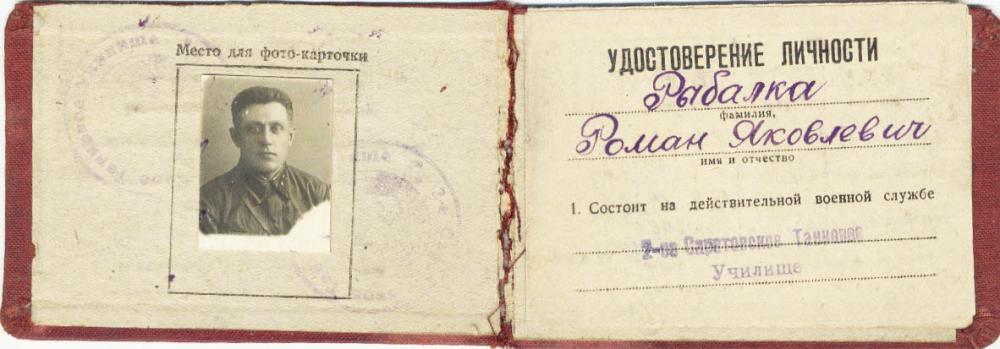 Место для фото-карточки
УДОСТОВЕРЕНИЕ ЛИЧНОСТИ
Рыбалка
фамилия,
Роман Яковлевич
имя и отчество
1. Состоит на действительной военной службе
2-ое Саратовское Танковое
Училище